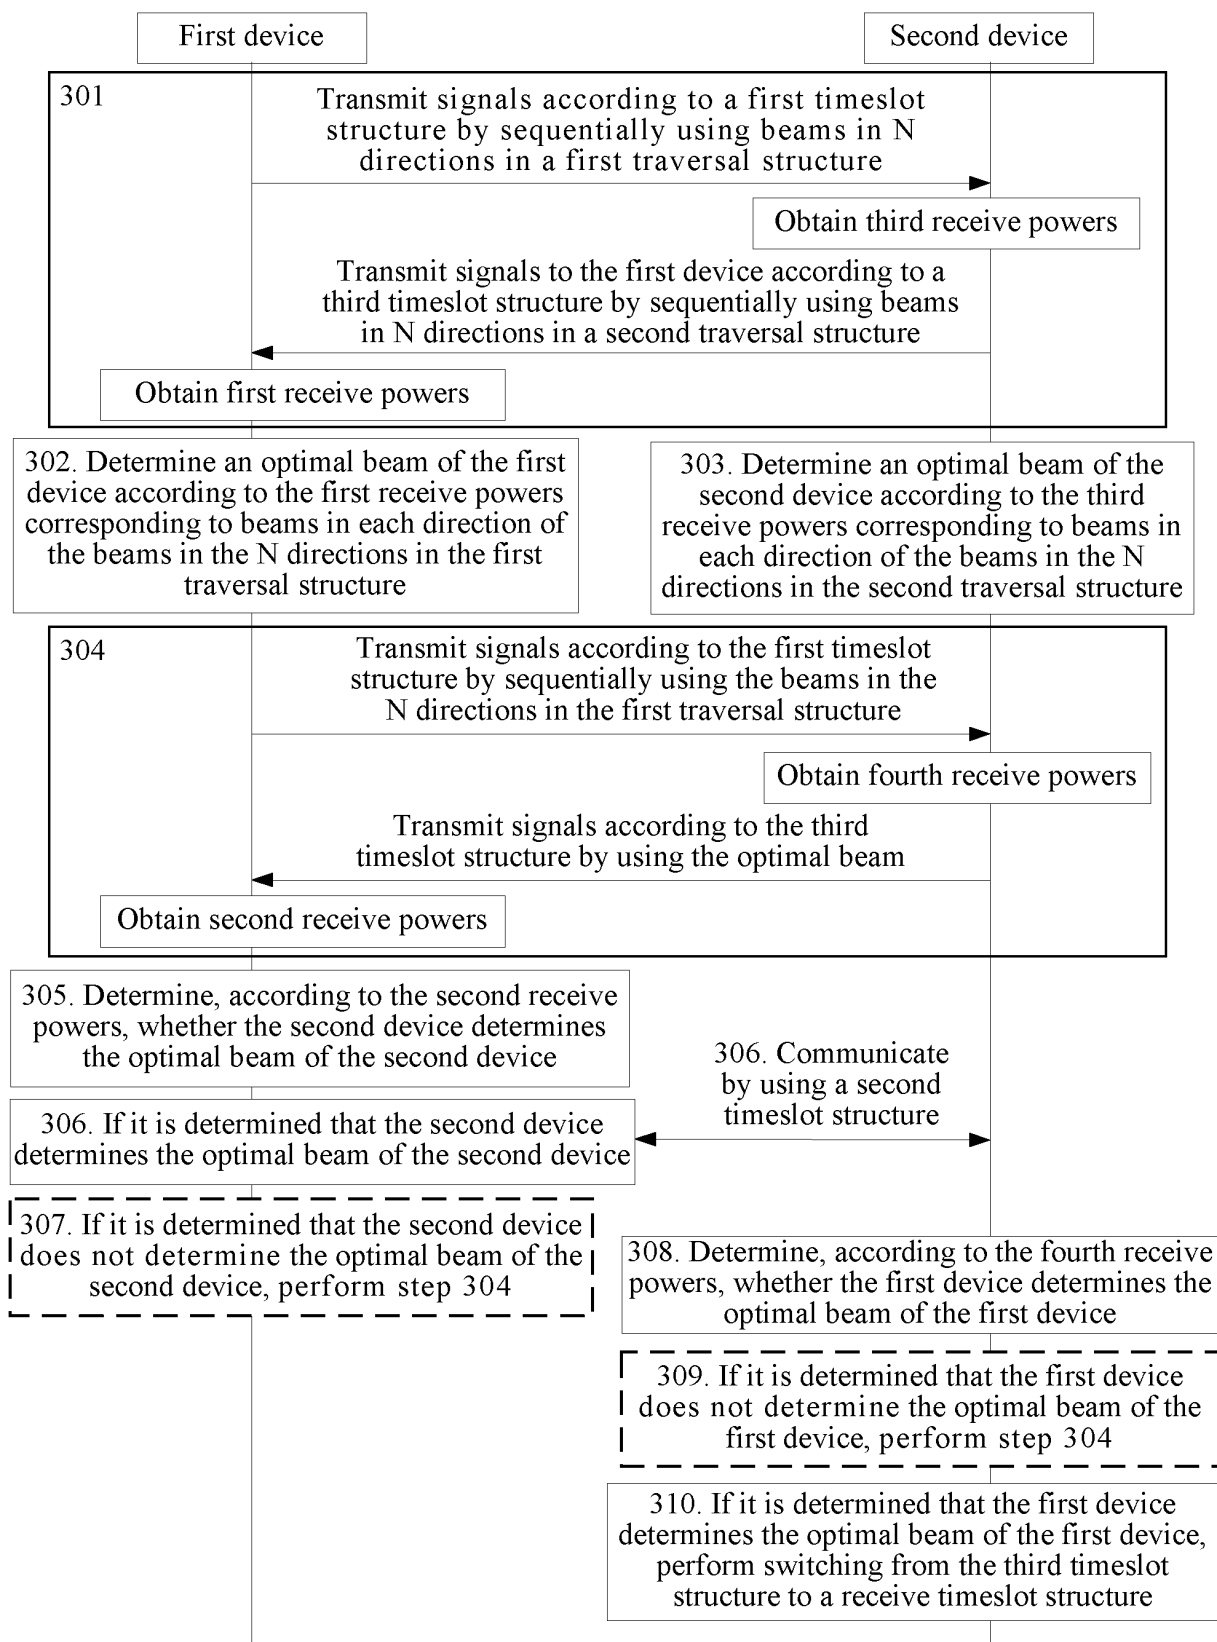 First device
Second device
301
Transmit signals according to a first timeslot
structure by sequentially using beams in N
directions in a first traversal structure
Obtain third receive powers
Transmit signals to the first device according to a
third timeslot structure by sequentially using beams
in N directions in a second traversal structure
Obtain first receive powers
302. Determine an optimal beam of the first
device according to the first receive powers
corresponding to beams in each direction of
the beams in the N directions in the first
traversal structure
303. Determine an optimal beam of the
second device according to the third
receive powers corresponding to beams in
each direction of the beams in the N
directions in the second traversal structure
304
Transmit signals according to the first timeslot
structure by sequentially using the beams in the
N directions in the first traversal structure
Obtain fourth receive powers
Transmit signals according to the third
timeslot structure by using the optimal beam
Obtain second receive powers
305. Determine, according to the second receive
powers, whether the second device determines
the optimal beam of the second device
306. Communicate
by using a second
timeslot structure
306. If it is determined that the second device
determines the optimal beam of the second device
307. If it is determined that the second device
does not determine the optimal beam of the
second device, perform step 304
308. Determine, according to the fourth receive
powers, whether the first device determines the
optimal beam of the first device
309. If it is determined that the first device
does not determine the optimal beam of the
first device, perform step 304
310. If it is determined that the first device
determines the optimal beam of the first device,
perform switching from the third timeslot
structure to a receive timeslot structure